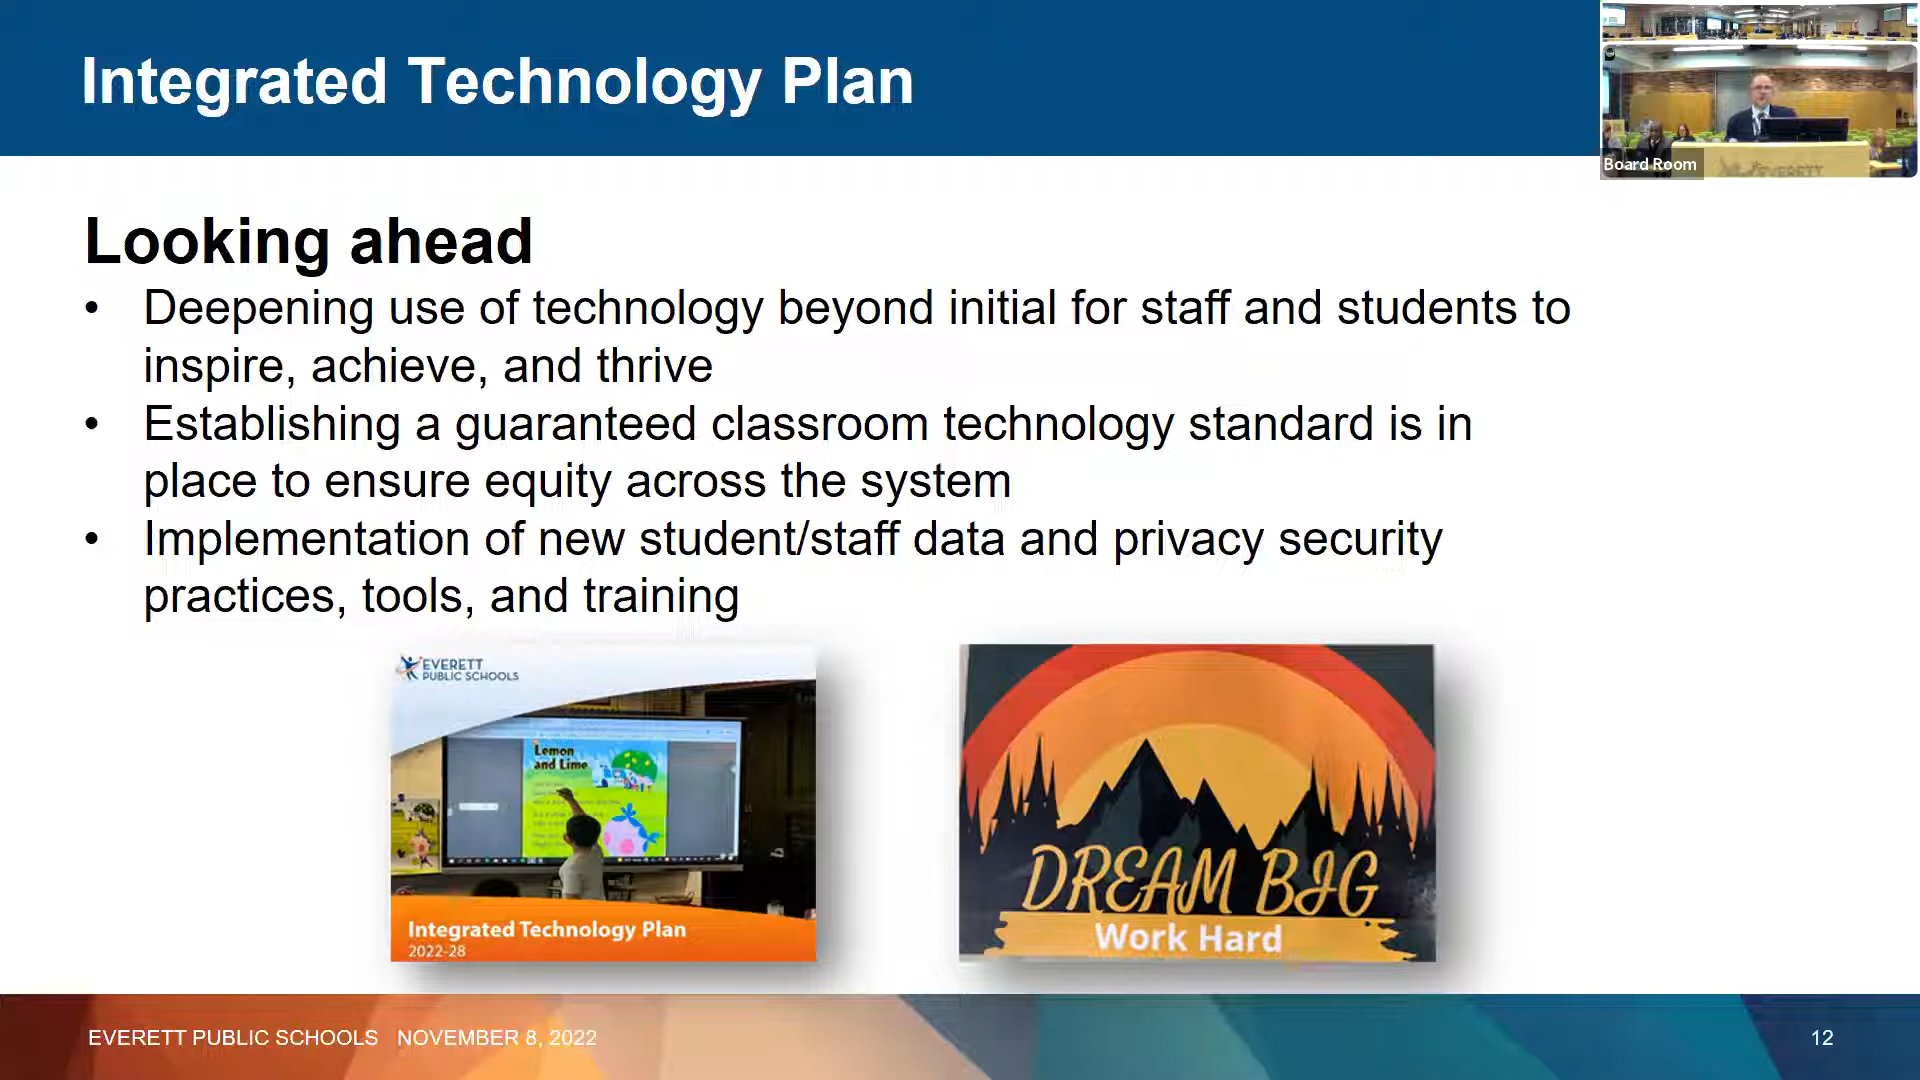 Integrated Technology Plan
Board Room
EVERETT
Looking ahead
• Deepening use of technology beyond initial for staff and students to
inspire, achieve, and thrive
• Establishing a guaranteed classroom technology standard is in
place to ensure equity across the system
• Implementation of new student/staff data and privacy security
practices, tools, and training
EVERETT
PUBLIC SCHOOLS
Lemon
and Lime
Integrated Technology Plan
2022-28
DREAM BIG
Work Hard
EVERETT PUBLIC SCHOOLS NOVEMBER 8, 2022
12